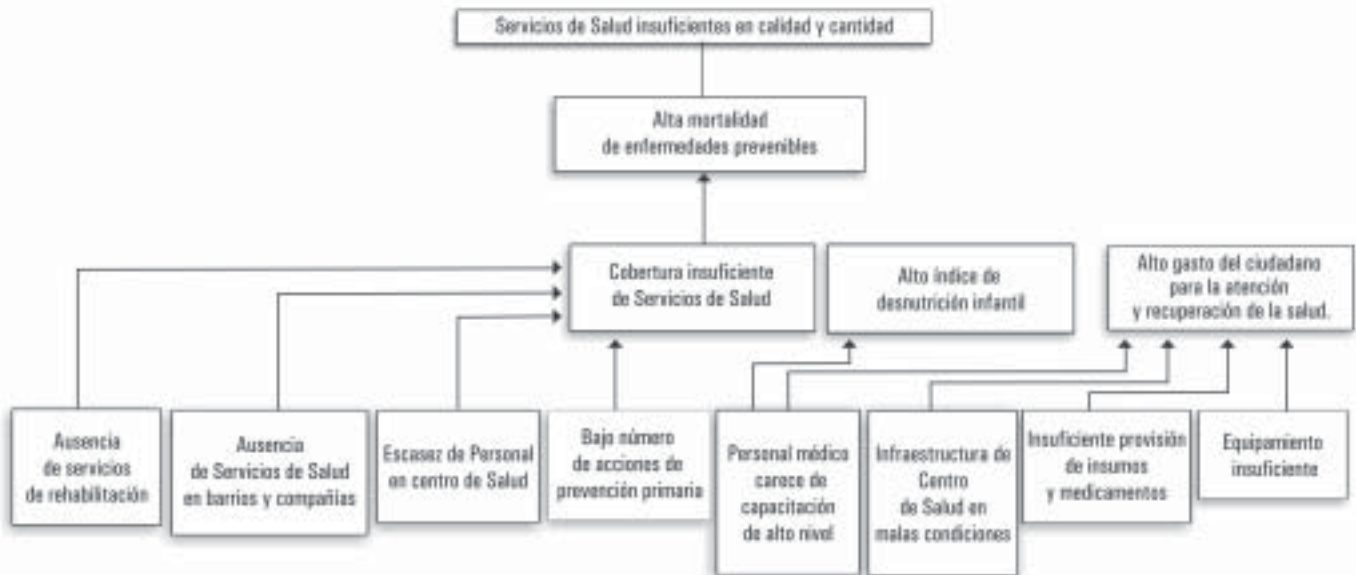 Servicios de Salud insuficientes en calidad y cantidad
Alta mortalidad
de enfermedades prevenibles
Cobertura insuficiente
de Servicios de Salud
Alto índice de
desnutrición infantil
Alto gasto del ciudadano
para la atención
y recuperación de la salud.
Ausencia
de servicios
de rehabilitación
Ausencia
de Servicios de Salud
en barrios y compañías
Escasez de Personal
en centro de Salud
Bajo número
de acciones de
prevención primaria
Personal médico
carece de
capacitación
de alto nivel
Infraestructura de
Centro
de Salud en
malas condiciones
Insuficiente provisión
de insumos
y medicamentos
Equipamiento
insuficiente